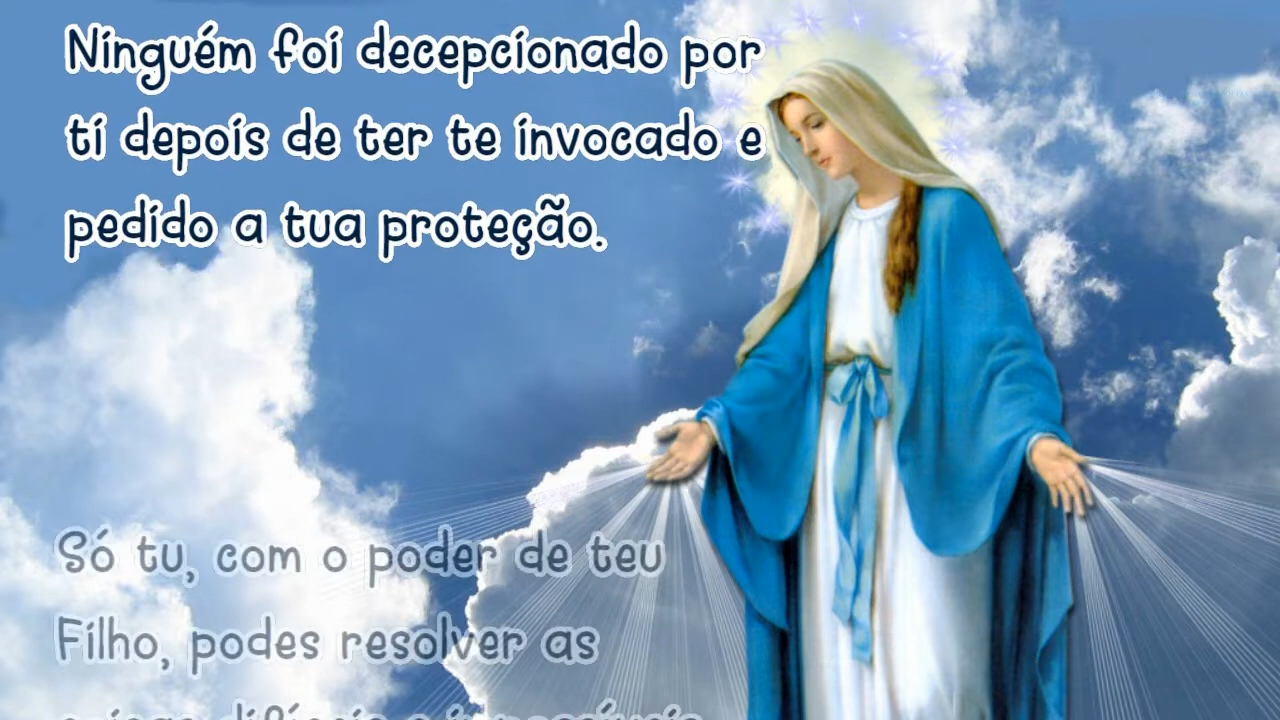 Ninguém foi decepcionado por
ti depois de ter te invocado e
pedido a tua proteção.
Só tu, com o poder de teu
Filho, podes resolver as